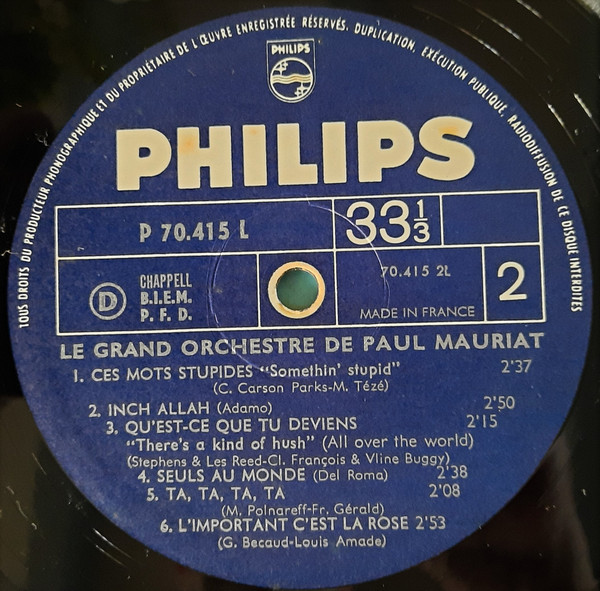 TOUS DROITS DU PRODUCTEUR PHONOGRAPHIQUE ET DU PROPRIÉTAIRE DE L'ŒUVRE ENREGISTRÉE RÉSERVÉS. DUPLICATION, EXÉCUTION PUBLIQUE, RADIODIFFUSION DE CE DISQUE INTERDITES
PHILIPS
PHILIPS
P 70.415 L
33 1/3
D
CHAPPELL
B.I.E.M.
P. F. D.
70.415 2L
MADE IN FRANCE
2
LE GRAND ORCHESTRE DE PAUL MAURIAT
1. CES MOTS STUPIDES "Somethin' stupid" 2'37
(C. Carson Parks-M. Tézé)
2. INCH ALLAH (Adamo) 2'50
3. QU'EST-CE QUE TU DEVIENS 2'15
"There's a kind of hush" (All over the world)
(Stephens & Les Reed-Cl. François & Vline Buggy)
4. SEULS AU MONDE (Del Roma) 2'38
5. TA, TA, TA, TA 2'08
(M. Polnareff-Fr. Gérald)
6. L'IMPORTANT C'EST LA ROSE 2'53
(G. Becaud-Louis Amade)